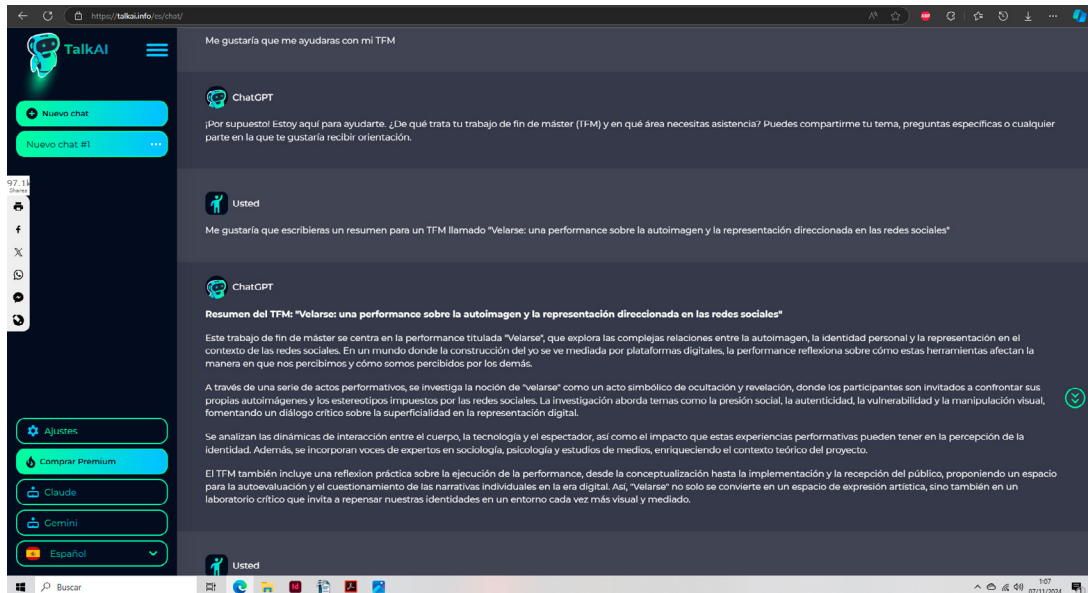 https://talkai.info/es/chat/
TalkAI
Nuevo chat
Nuevo chat #1
97.1k
Shares
Ajustes
Comprar Premium
Claude
Gemini
Español
Me gustaría que me ayudaras con mi TFM
ChatGPT
¡Por supuesto! Estoy aquí para ayudarte. ¿De qué trata tu trabajo de fin de máster (TFM) y en qué área necesitas asistencia? Puedes compartirme tu tema, preguntas específicas o cualquier
parte en la que te gustaría recibir orientación.
Usted
Me gustaría que escribieras un resumen para un TFM llamado "Velarse: una performance sobre la autoimagen y la representación direccionada en las redes sociales"
ChatGPT
Resumen del TFM: "Velarse: una performance sobre la autoimagen y la representación direccionada en las redes sociales"
Este trabajo de fin de máster se centra en la performance titulada "Velarse", que explora las complejas relaciones entre la autoimagen, la identidad personal y la representación en el
contexto de las redes sociales. En un mundo donde la construcción del yo se ve mediada por plataformas digitales, la performance reflexiona sobre cómo estas herramientas afectan la
manera en que nos percibimos y cómo somos percibidos por los demás.
A través de una serie de actos performativos, se investiga la noción de "velarse" como un acto simbólico de ocultación y revelación, donde los participantes son invitados a confrontar sus
propias autoimágenes y los estereotipos impuestos por las redes sociales. La investigación aborda temas como la presión social, la autenticidad, la vulnerabilidad y la manipulación visual,
fomentando un diálogo crítico sobre la superficialidad en la representación digital.
Se analizan las dinámicas de interacción entre el cuerpo, la tecnología y el espectador, así como el impacto que estas experiencias performativas pueden tener en la percepción de la
identidad. Además, se incorporan voces de expertos en sociología, psicología y estudios de medios, enriqueciendo el contexto teórico del proyecto.
El TFM también incluye una reflexion práctica sobre la ejecución de la performance, desde la conceptualización hasta la implementación y la recepción del público, proponiendo un espacio
para la autoevaluación y el cuestionamiento de las narrativas individuales en la era digital. Así, "Velarse" no solo se convierte en un espacio de expresión artística, sino también en un
laboratorio crítico que invita a repensar nuestras identidades en un entorno cada vez más visual y mediado.
Usted
Buscar
1:07
07/11/2024